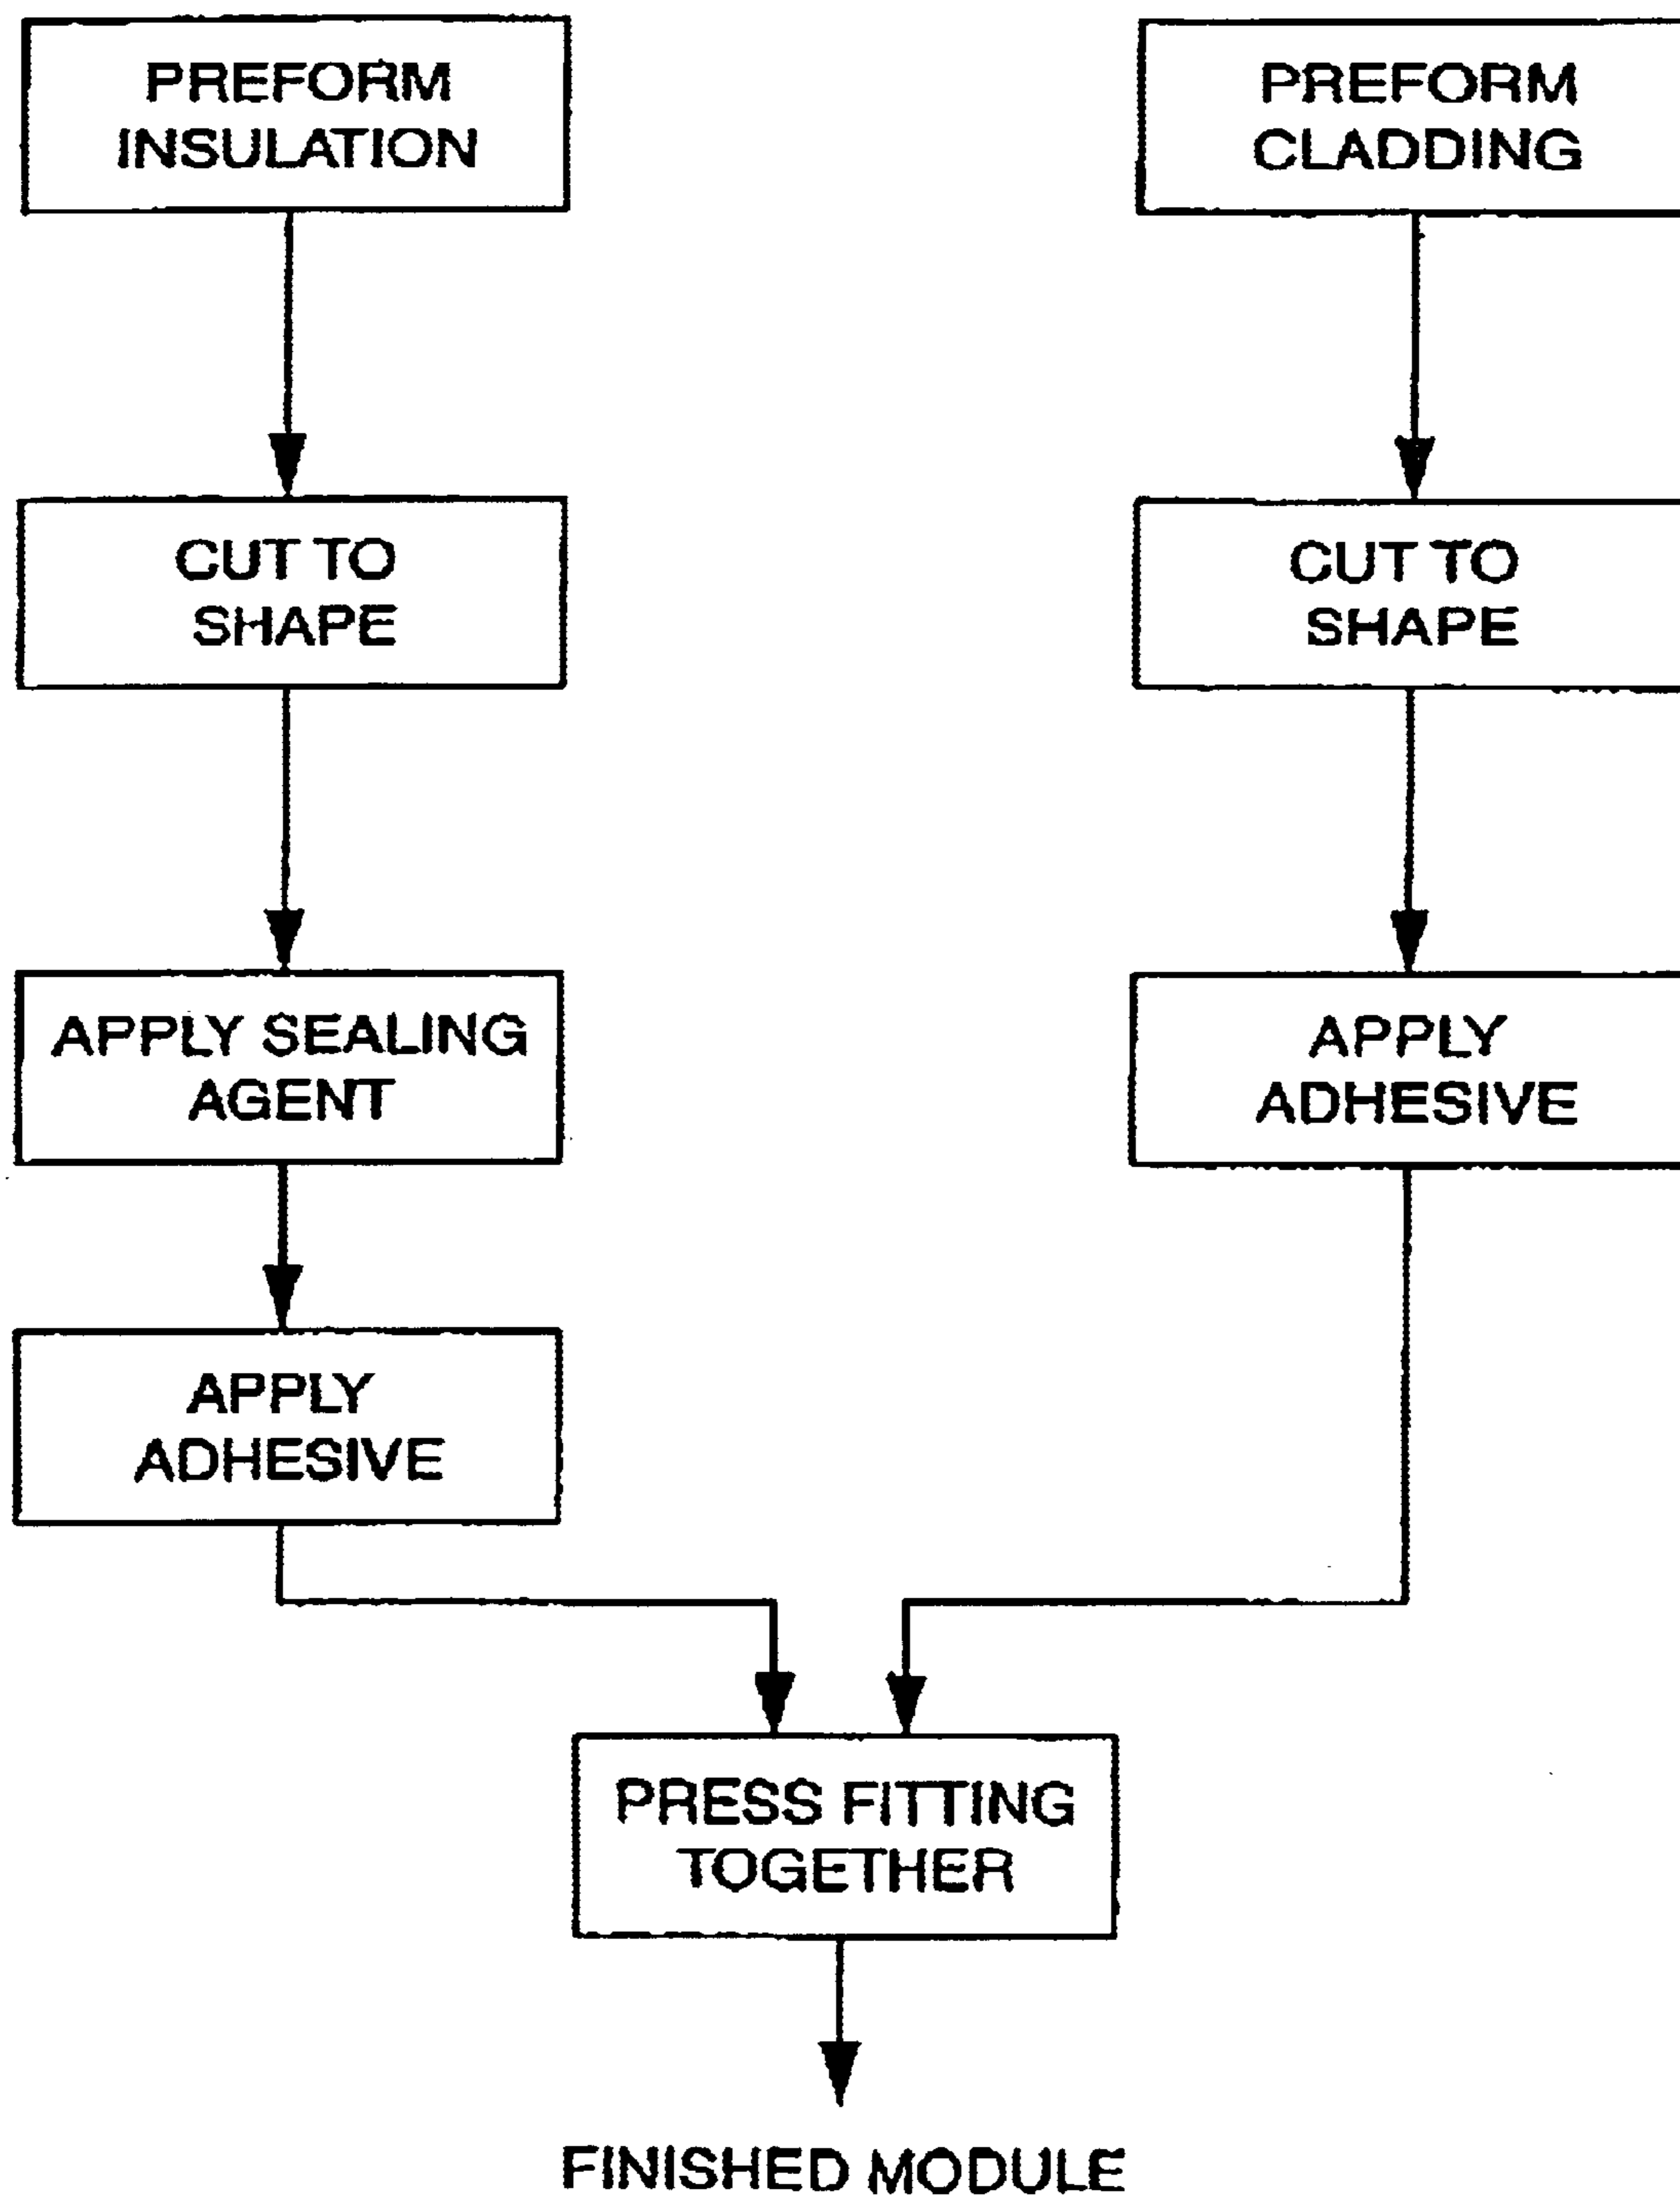 PREFORM
INSULATION
CUT TO
SHAPE
APPLY SEALING
AGENT
APPLY
ADHESIVE
PREFORM
CLADDING
CUT TO
SHAPE
APPLY
ADHESIVE
PRESS FITTING
TOGETHER
FINISHED MODULE